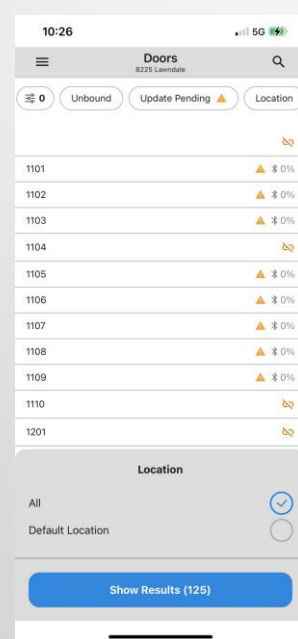 10:26
5G
Doors
8225 Lawndale
0
Unbound
Update Pending
Location
1101
0%
1102
0%
1103
0%
1104
1105
0%
1106
0%
1107
0%
1108
0%
1109
0%
1110
1201
Location
All
Default Location
Show Results (125)